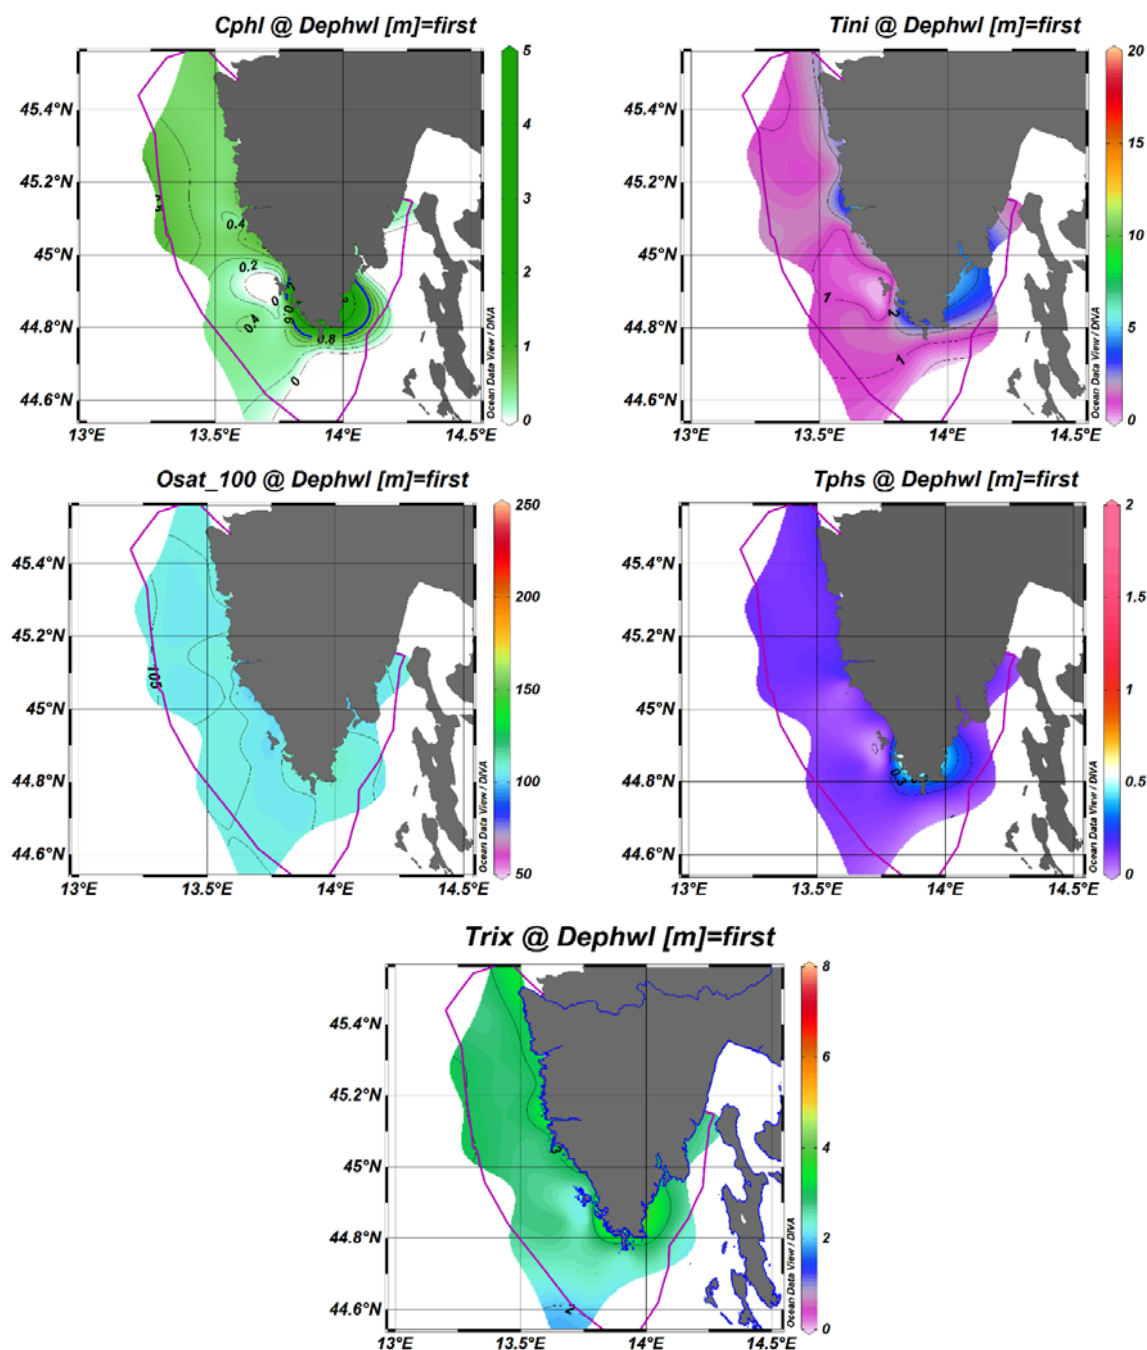 Cphl @ Dephwl [m]=first
45.4°N
45.2°N
45°N
44.8°N
44.6°N
13°E
13.5°E
14°E
14.5°E
0.4
0.2
0
0.4
0.8
0
5
4
3
2
1
0
Ocean Data View / DIVA
Tini @ Dephwl [m]=first
45.4°N
45.2°N
45°N
44.8°N
44.6°N
13°E
13.5°E
14°E
14.5°E
1
2
1
20
15
10
5
0
Ocean Data View / DIVA
Osat_100 @ Dephwl [m]=first
45.4°N
45.2°N
45°N
44.8°N
44.6°N
13°E
13.5°E
14°E
14.5°E
105
250
200
150
100
50
Ocean Data View / DIVA
Tphs @ Dephwl [m]=first
45.4°N
45.2°N
45°N
44.8°N
44.6°N
13°E
13.5°E
14°E
14.5°E
0.3
2
1.5
1
0.5
0
Ocean Data View / DIVA
Trix @ Dephwl [m]=first
45.4°N
45.2°N
45°N
44.8°N
44.6°N
13°E
13.5°E
14°E
14.5°E
3
2
8
6
4
2
0
Ocean Data View / DIVA